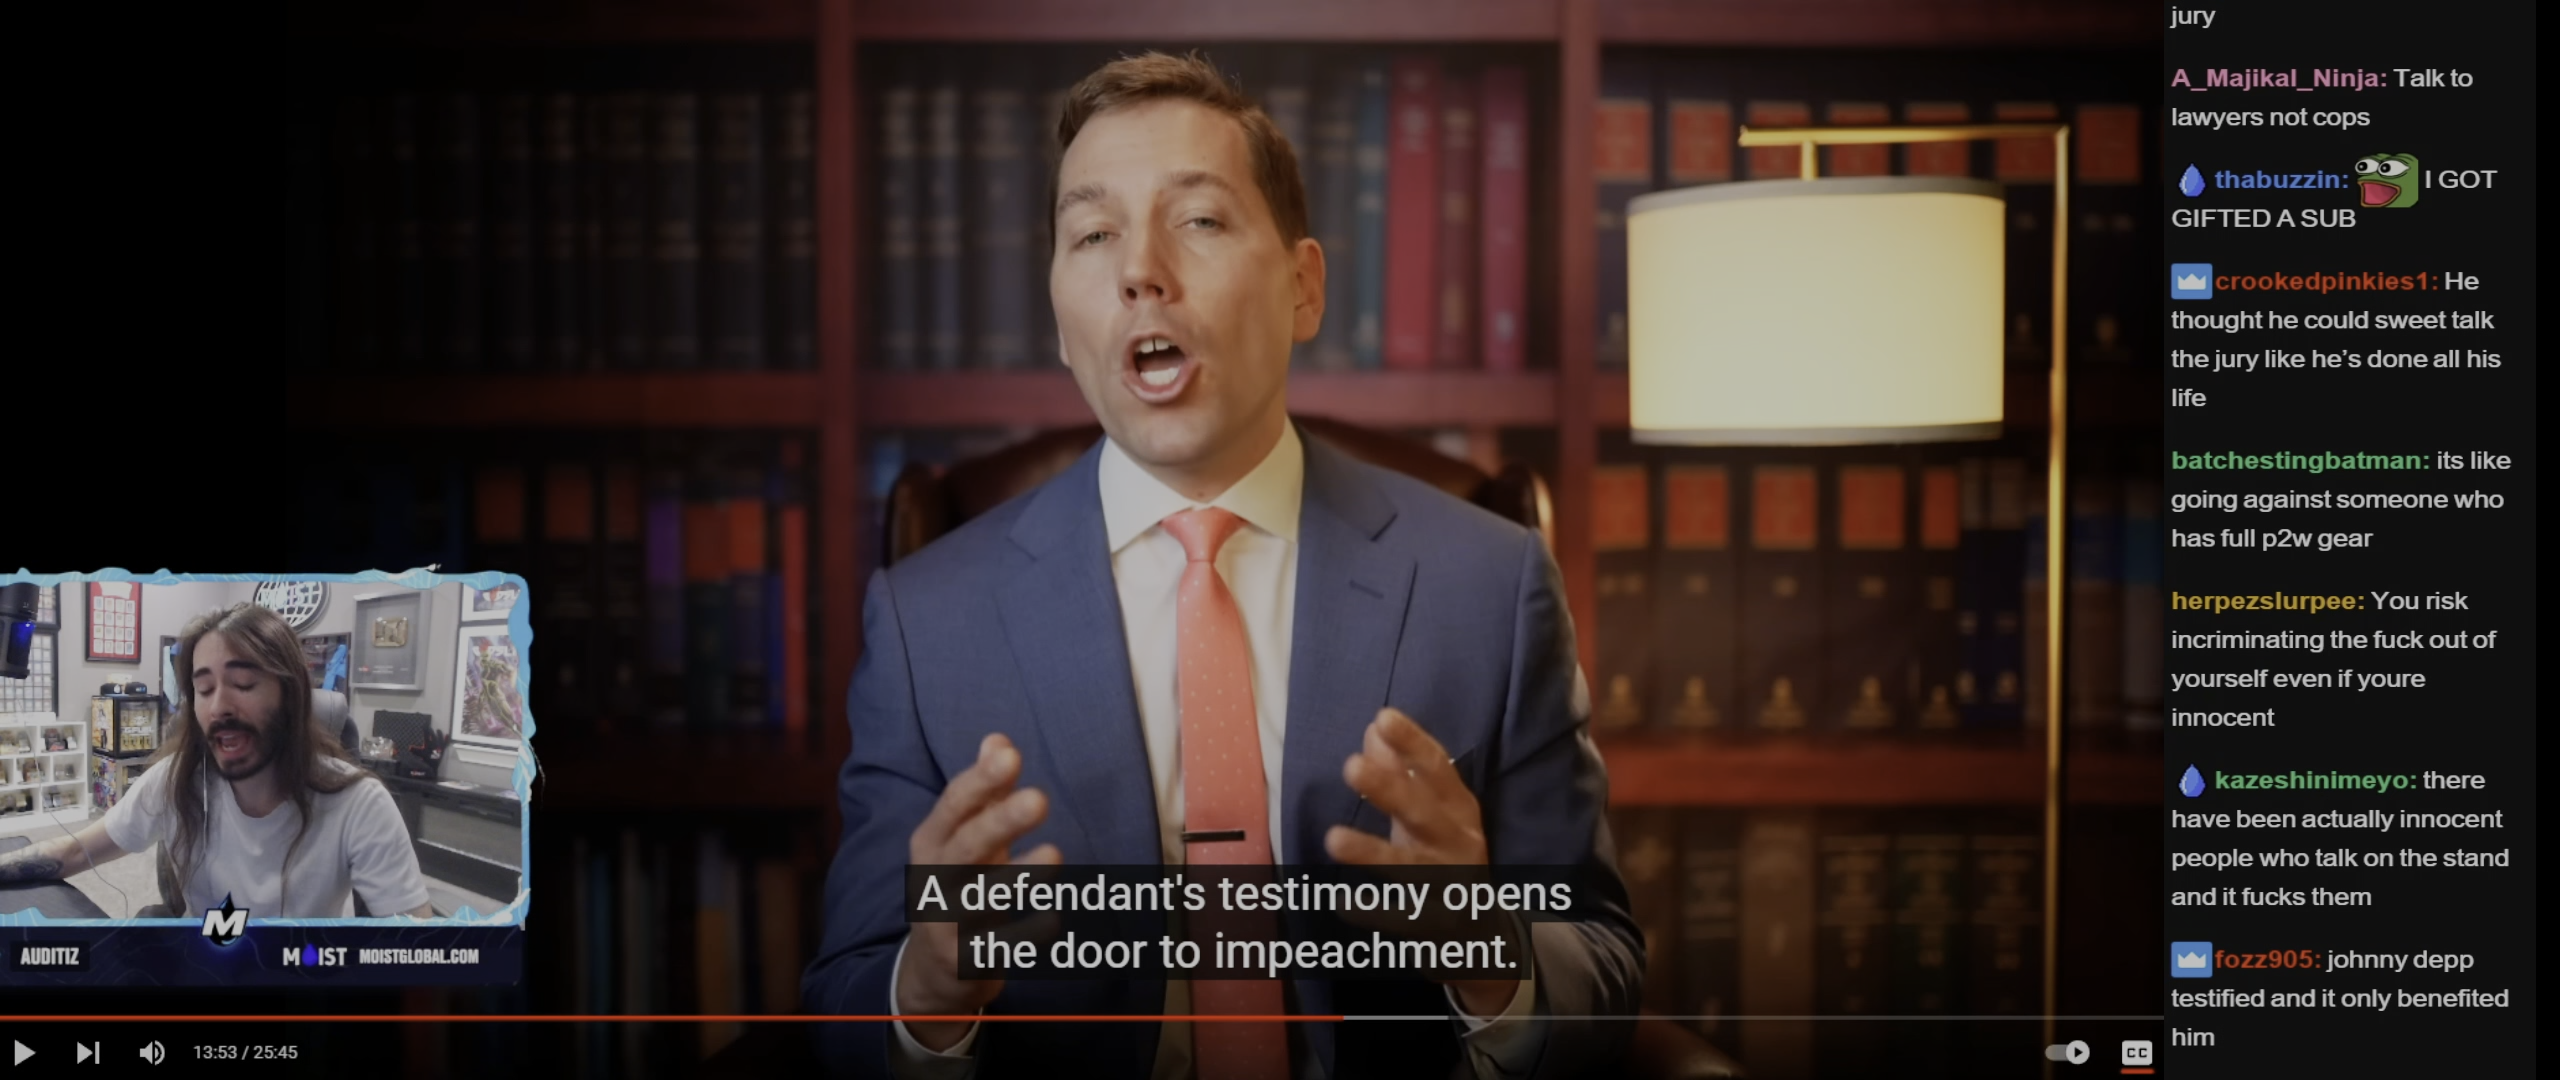 A defendant's testimony opens
the door to impeachment.
AUDITIZ
M IST MOISTGLOBAL.COM
13:53 / 25:45
CC
jury
A_Majikal_Ninja: Talk to
lawyers not cops
thabuzzin: I GOT
GIFTED A SUB
crookedpinkies1: He
thought he could sweet talk
the jury like he's done all his
life
batchestingbatman: its like
going against someone who
has full p2w gear
herpezslurpee: You risk
incriminating the fuck out of
yourself even if youre
innocent
kazeshinimeyo: there
have been actually innocent
people who talk on the stand
and it fucks them
fozz905: johnny depp
testified and it only benefited
him